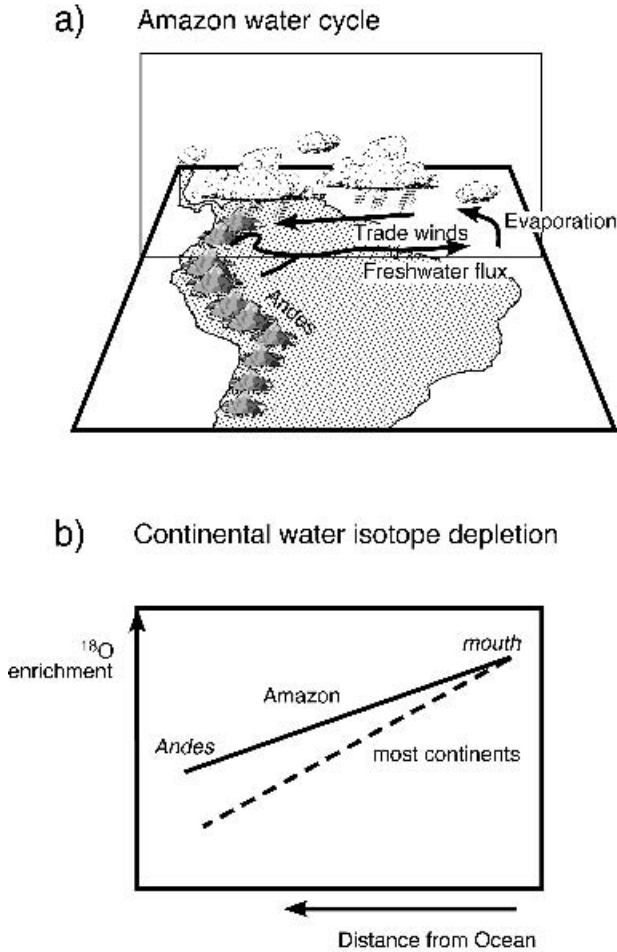 a) Amazon water cycle
Evaporation
Trade winds
Freshwater flux
Andes
b) Continental water isotope depletion
18O
enrichment
mouth
Amazon
Andes
most continents
Distance from Ocean